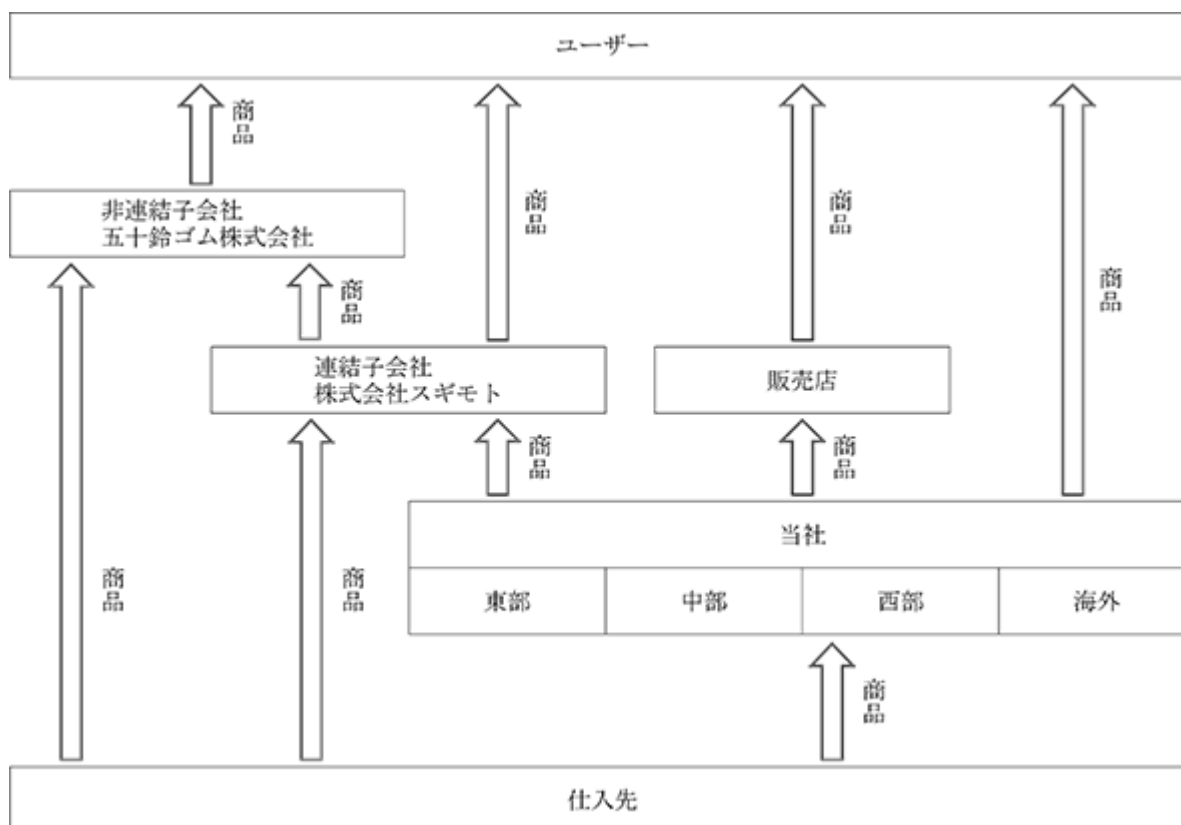 ユーザー
商品
非連結子会社
五十鈴ゴム株式会社
商品
商品
商品
商品
連結子会社
株式会社スギモト
販売店
商品
商品
当社
東部
中部
西部
海外
商品
商品
商品
仕入先